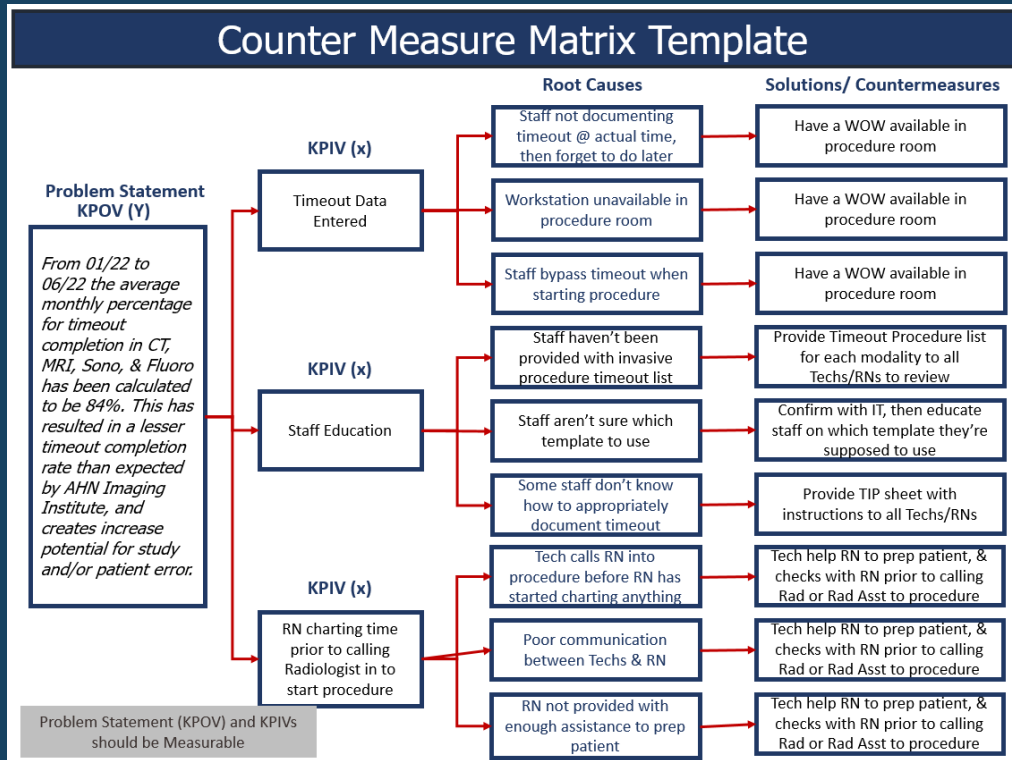 Counter Measure Matrix Template
Root Causes
Solutions/ Countermeasures
Problem Statement
KPOV (Y)
From 01/22 to
06/22 the average
monthly percentage
for timeout
completion in CT,
MRI, Sono, & Fluoro
has been calculated
to be 84%. This has
resulted in a lesser
timeout completion
rate than expected
by AHN Imaging
Institute, and
creates increase
potential for study
and/or patient error.
KPIV (x)
Timeout Data
Entered
Staff not documenting
timeout @ actual time,
then forget to do later
Have a WOW available in
procedure room
Workstation unavailable in
procedure room
Have a WOW available in
procedure room
Staff bypass timeout when
starting procedure
Have a WOW available in
procedure room
KPIV (x)
Staff Education
Staff haven't been
provided with invasive
procedure timeout list
Provide Timeout Procedure list
for each modality to all
Techs/RNs to review
Staff aren't sure which
template to use
Confirm with IT, then educate
staff on which template they're
supposed to use
Some staff don't know
how to appropriately
document timeout
Provide TIP sheet with
instructions to all Techs/RNs
KPIV (x)
RN charting time
prior to calling
Radiologist in to
start procedure
Tech calls RN into
procedure before RN has
started charting anything
Tech help RN to prep patient, &
checks with RN prior to calling
Rad or Rad Asst to procedure
Poor communication
between Techs & RN
Tech help RN to prep patient, &
checks with RN prior to calling
Rad or Rad Asst to procedure
RN not provided with
enough assistance to prep
patient
Tech help RN to prep patient, &
checks with RN prior to calling
Rad or Rad Asst to procedure
Problem Statement (KPOV) and KPIVs
should be Measurable